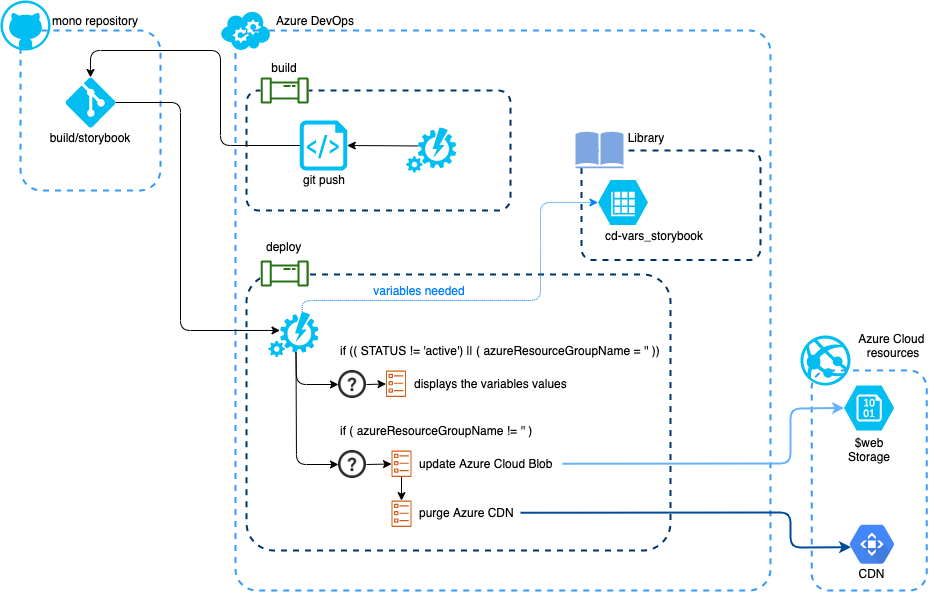 mono repository
Azure DevOps
build
build/storybook
</>
git push
Library
cd-vars_storybook
deploy
variables needed
if (( STATUS != 'active') || ( azureResourceGroupName = '' ))
?
displays the variables values
if ( azureResourceGroupName != '' )
?
update Azure Cloud Blob
purge Azure CDN
Azure Cloud
resources
10
01
$web
Storage
CDN